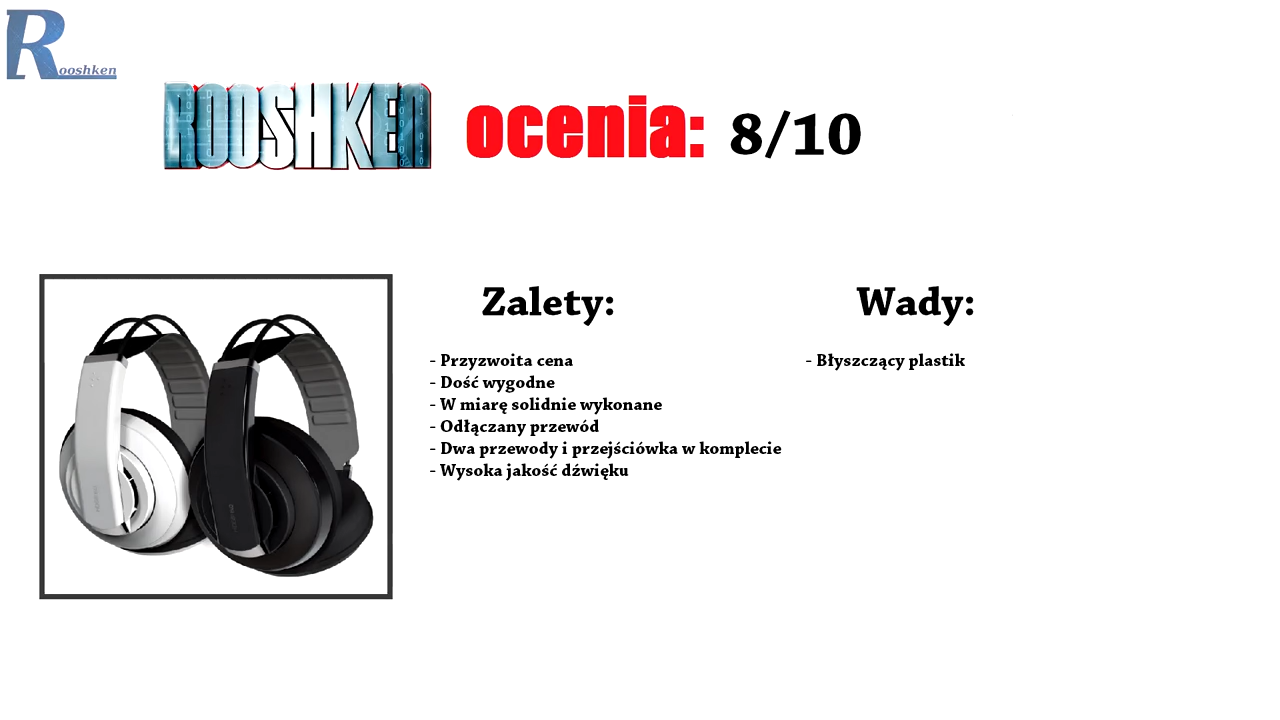 Rooshken
ROOSHKEN ocenia: 8/10
Zalety:
- Przyzwoita cena
- Dość wygodne
- W miarę solidnie wykonane
- Odłączany przewód
- Dwa przewody i przejściówka w komplecie
- Wysoka jakość dźwięku
Wady:
- Błyszczący plastik